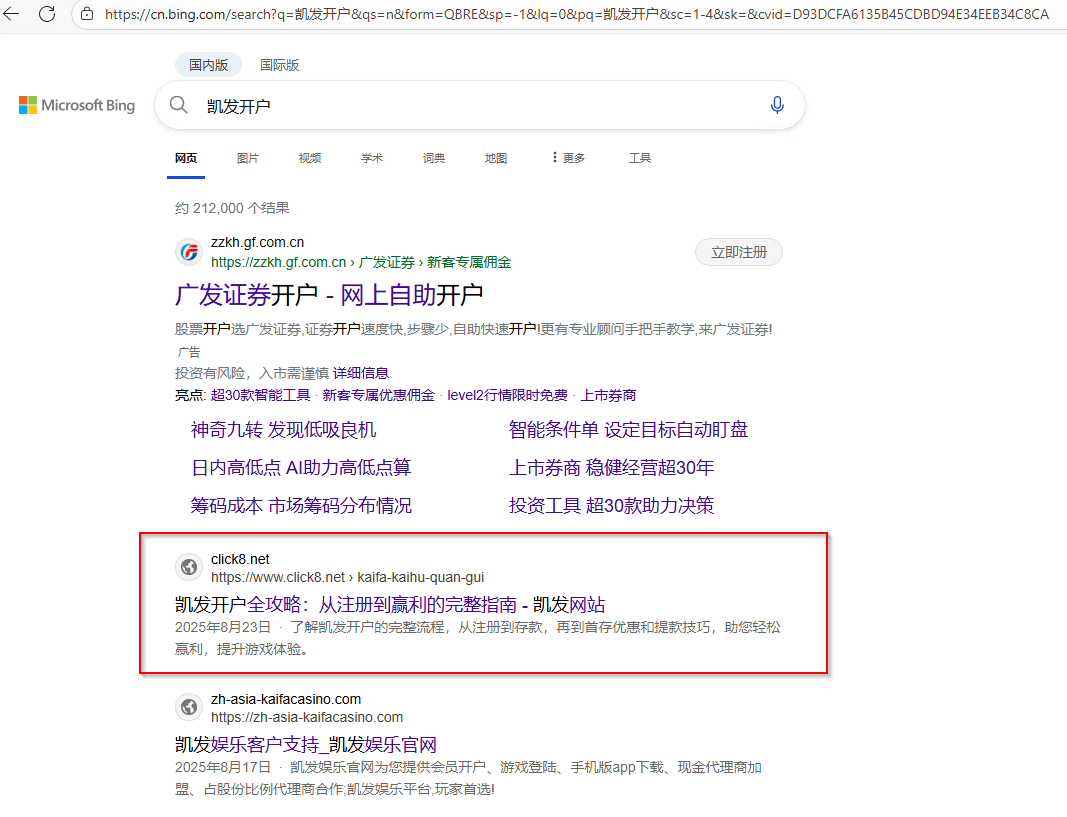 https://cn.bing.com/search?q=凯发开户&qs=n&form=QBRE&sp=-1&lq=0&pq=凯发开户&sc=1-4&sk=&cvid=D93DCFA6135B45CDBD94E34EEB34C8CA
国内版 国际版
Microsoft Bing 凯发开户
网页 图片 视频 学术 词典 地图 更多 工具
约 212,000 个结果
zzkh.gf.com.cn
https://zzkh.gf.com.cn › 广发证券 › 新客专属佣金 立即注册
广发证券开户 - 网上自助开户
股票开户选广发证券,证券开户速度快,步骤少,自助快速开户!更有专业顾问手把手教学,来广发证券!
广告
投资有风险，入市需谨慎 详细信息
亮点: 超30款智能工具 · 新客专属优惠佣金 · level2行情限时免费 · 上市券商
神奇九转 发现低吸良机 智能条件单 设定目标自动盯盘
日内高低点 AI助力高低点算 上市券商 稳健经营超30年
筹码成本 市场筹码分布情况 投资工具 超30款助力决策
click8.net
https://www.click8.net › kaifa-kaihu-quan-gui
凯发开户全攻略：从注册到赢利的完整指南 - 凯发网站
2025年8月23日 · 了解凯发开户的完整流程，从注册到存款，再到首存优惠和提款技巧，助您轻松
赢利，提升游戏体验。
zh-asia-kaifacasino.com
https://zh-asia-kaifacasino.com
凯发娱乐客户支持_凯发娱乐官网
2025年8月17日 · 凯发娱乐官网为您提供会员开户、游戏登陆、手机版app下载、现金代理商加
盟、占股份比例代理商合作;凯发娱乐平台,玩家首选!